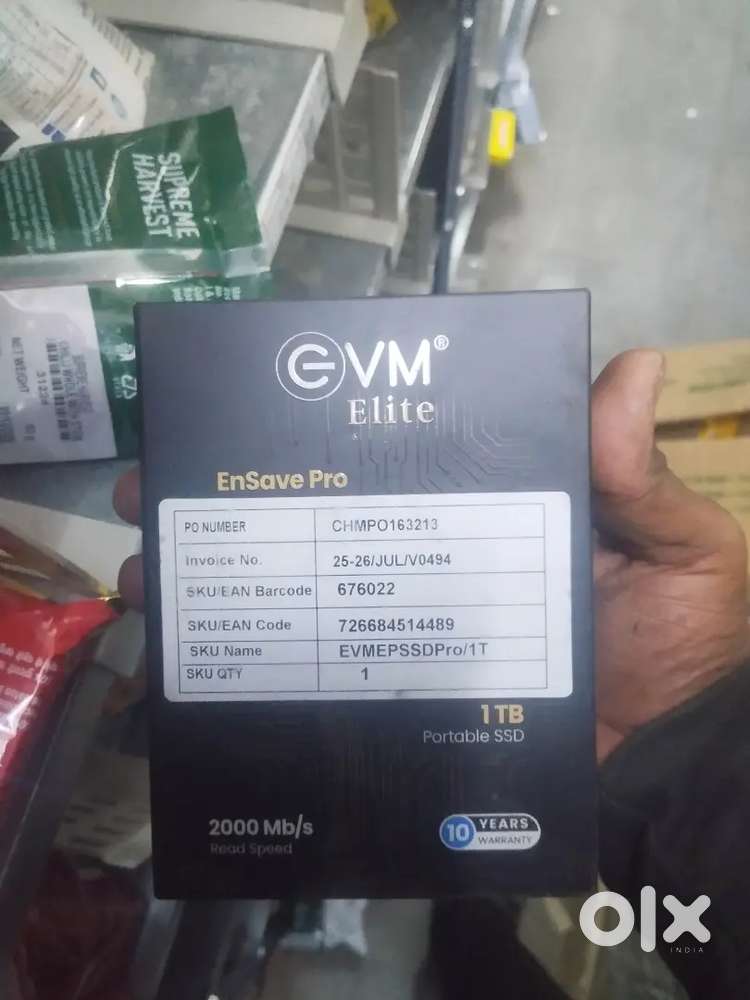 SUPREME
HARVEST
NET WEIGHT
EVM®
Elite
EnSave Pro
PO NUMBER CHMPO163213
Invoice No. 25-26/JUL/V0494
SKU/EAN Barcode 676022
SKU/EAN Code 726684514489
SKU Name EVMEPSSDPro/1T
SKU QTY 1
1 TB
Portable SSD
2000 Mb/s
Read Speed
10 YEARS
WARRANTY
olx
INDIA